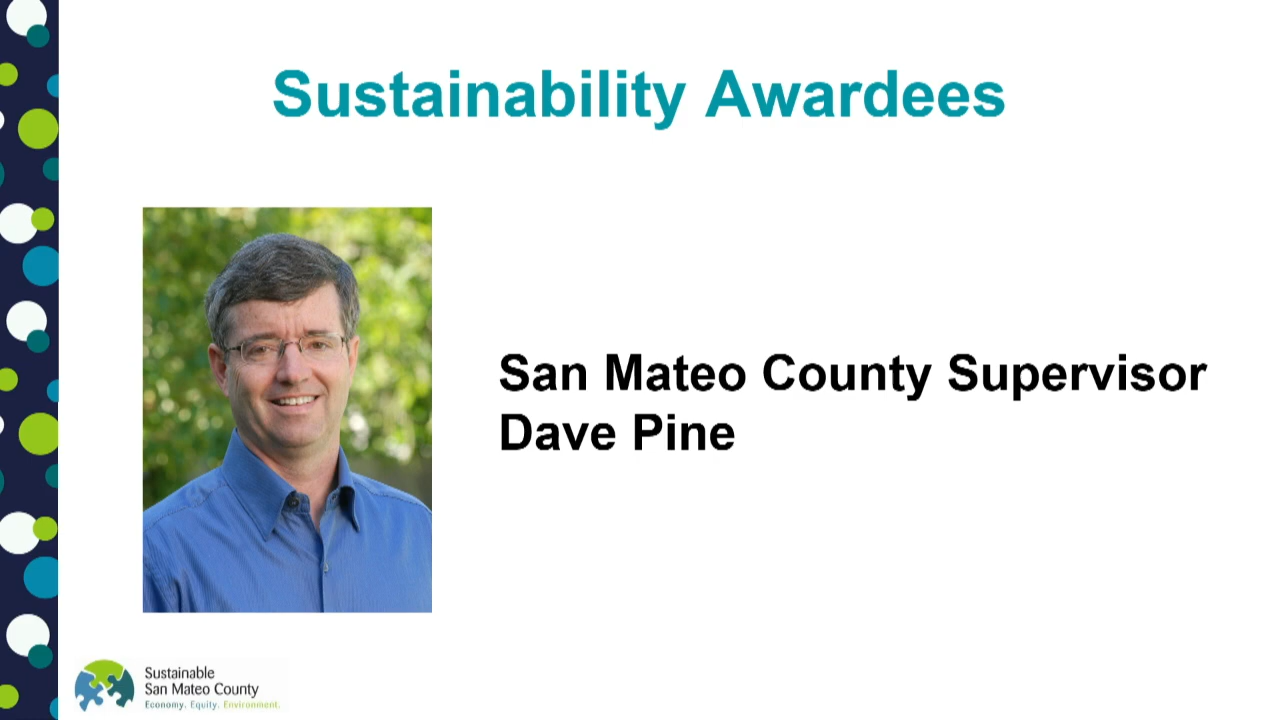 Sustainability Awardees
San Mateo County Supervisor
Dave Pine
Sustainable
San Mateo County
Economy. Equity. Environment.